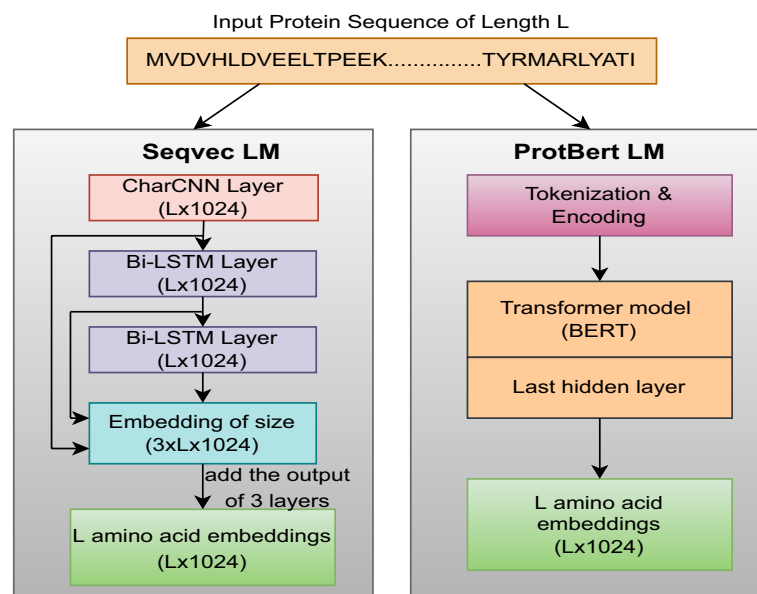 Input Protein Sequence of Length L
MVDVHLDVEELTPEEK...............TYRMARLYATI
Seqvec LM
CharCNN Layer
(Lx1024)
Bi-LSTM Layer
(Lx1024)
Bi-LSTM Layer
(Lx1024)
Embedding of size
(3xLx1024)
add the output
of 3 layers
L amino acid embeddings
(Lx1024)
ProtBert LM
Tokenization &
Encoding
Transformer model
(BERT)
Last hidden layer
L amino acid
embeddings
(Lx1024)